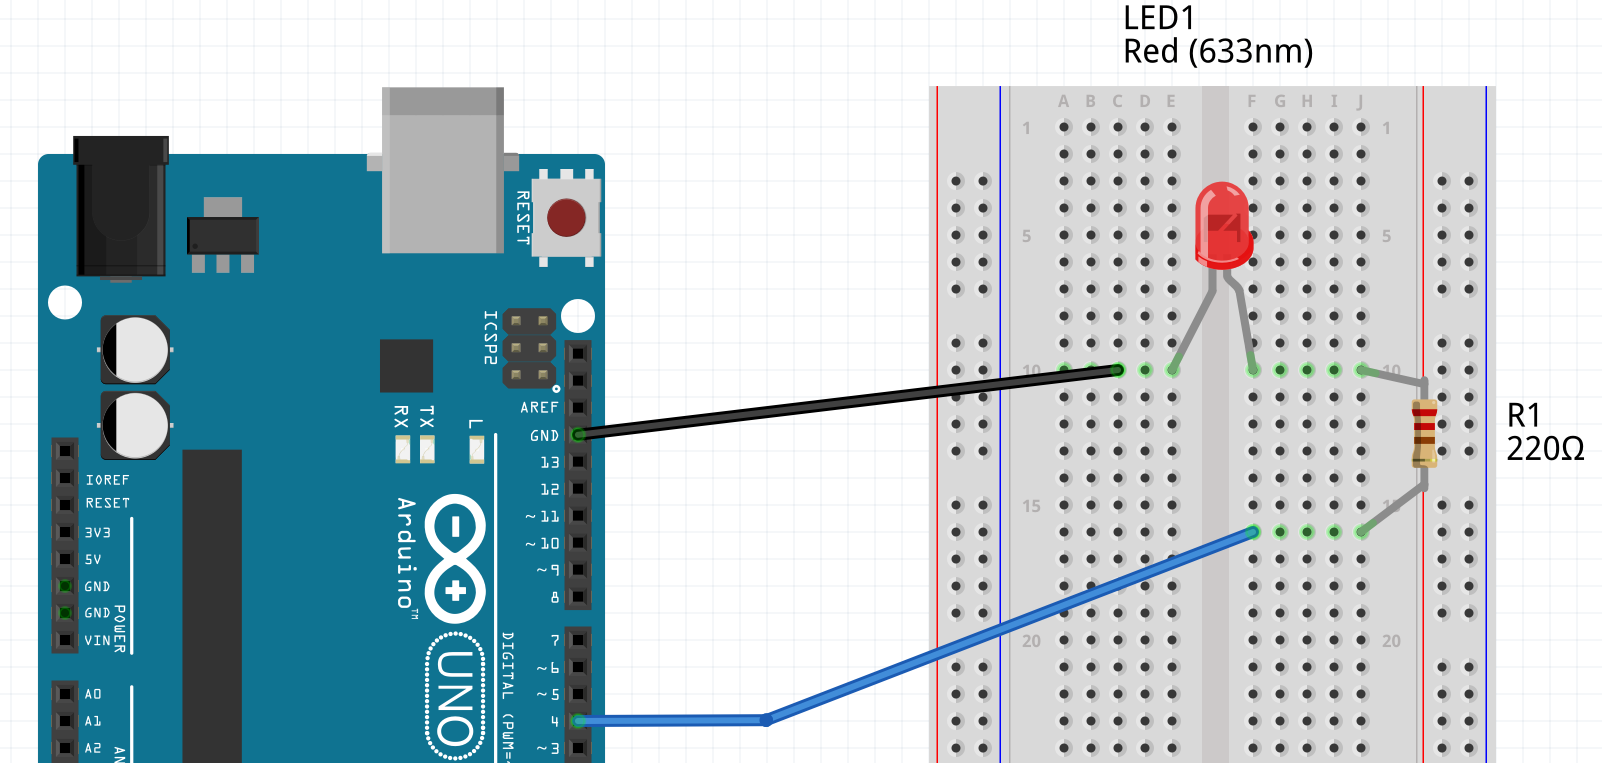 LED1
Red (633nm)
A B C D E F G H I J
1 1
5 5
10 10
15
20 20
R1
220Ω
RESET
ICSP2
AREF
GND
13
12
~11
~10
~9
8
7
~6
~5
4
~3
RX TX L
Arduino™
UNO
DIGITAL (PWM=
IOREF
RESET
3V3
5V
GND
GND
VIN
POWER
A0
A1
A2
AN